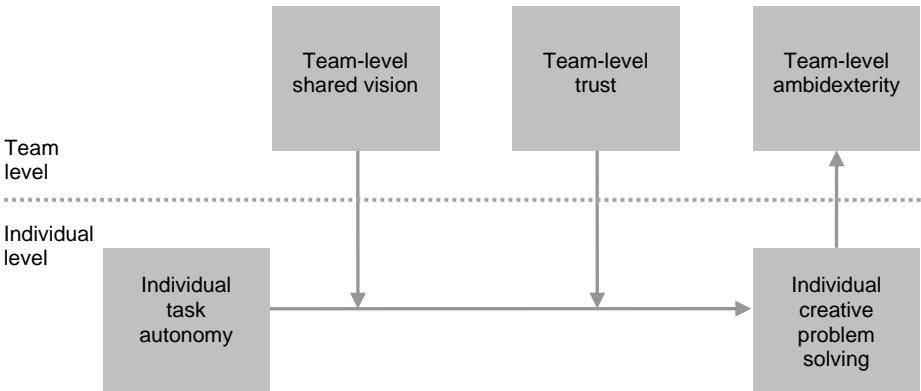 Team-level
shared vision
Team-level
trust
Team-level
ambidexterity
Team
level
Individual
level
Individual
task
autonomy
Individual
creative
problem
solving